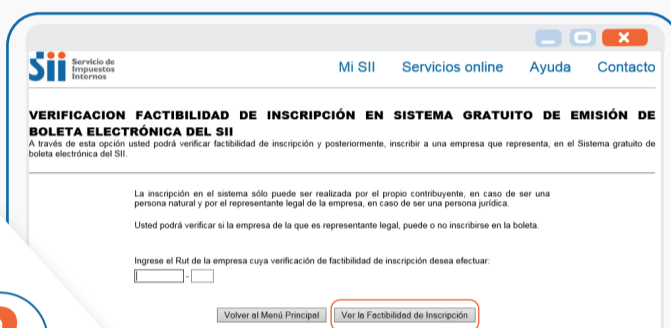 Sii Servicio de
Impuestos
Internos
Mi SII Servicios online Ayuda Contacto
VERIFICACION FACTIBILIDAD DE INSCRIPCIÓN EN SISTEMA GRATUITO DE EMISIÓN DE
BOLETA ELECTRÓNICA DEL SII
A través de esta opción usted podrá verificar factibilidad de inscripción y posteriormente, inscribir a una empresa que representa, en el Sistema gratuito de
boleta electrónica del SII.
La inscripción en el sistema sólo puede ser realizada por el propio contribuyente, en caso de ser una
persona natural y por el representante legal de la empresa, en caso de ser una persona jurídica.
Usted podrá verificar si la empresa de la que es representante legal, puede o no inscribirse en la boleta.
Ingrese el Rut de la empresa cuya verificación de factibilidad de inscripción desea efectuar:
-
Volver al Menú Principal Ver la Factibilidad de Inscripción